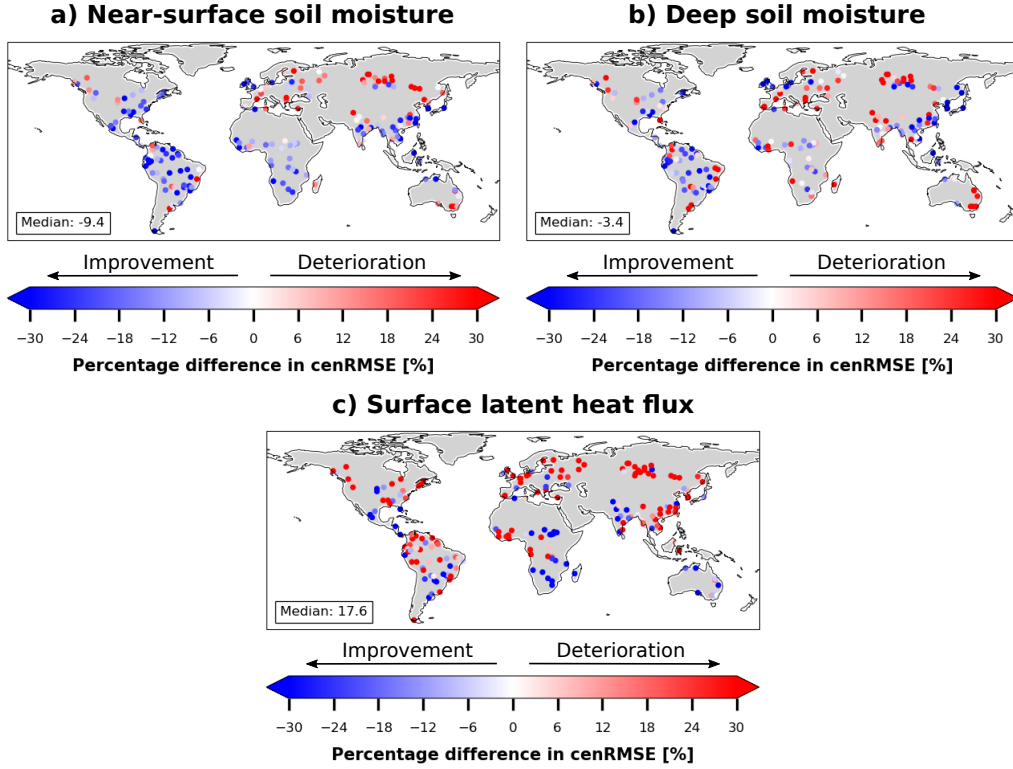 a) Near-surface soil moisture
b) Deep soil moisture
Median: -9.4
Median: -3.4
Improvement
Deterioration
Improvement
Deterioration
−30 −24 −18 −12 −6 0 6 12 18 24 30
−30 −24 −18 −12 −6 0 6 12 18 24 30
Percentage difference in cenRMSE [%]
Percentage difference in cenRMSE [%]
c) Surface latent heat flux
Median: 17.6
Improvement
Deterioration
−30 −24 −18 −12 −6 0 6 12 18 24 30
Percentage difference in cenRMSE [%]